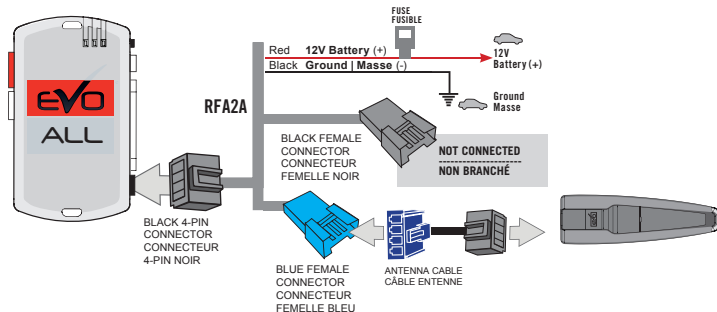 FUSE
FUSIBLE
Red 12V Battery (+)
12V
Battery (+)
Black Ground | Masse (-)
Ground
Masse
EVO
ALL
RFA2A
BLACK FEMALE
CONNECTOR
CONNECTEUR
FEMELLE NOIR
NOT CONNECTED
NON BRANCHÉ
BLACK 4-PIN
CONNECTOR
CONNECTEUR
4-PIN NOIR
BLUE FEMALE
CONNECTOR
CONNECTEUR
FEMELLE BLEU
ANTENNA CABLE
CÂBLE ENTENNE